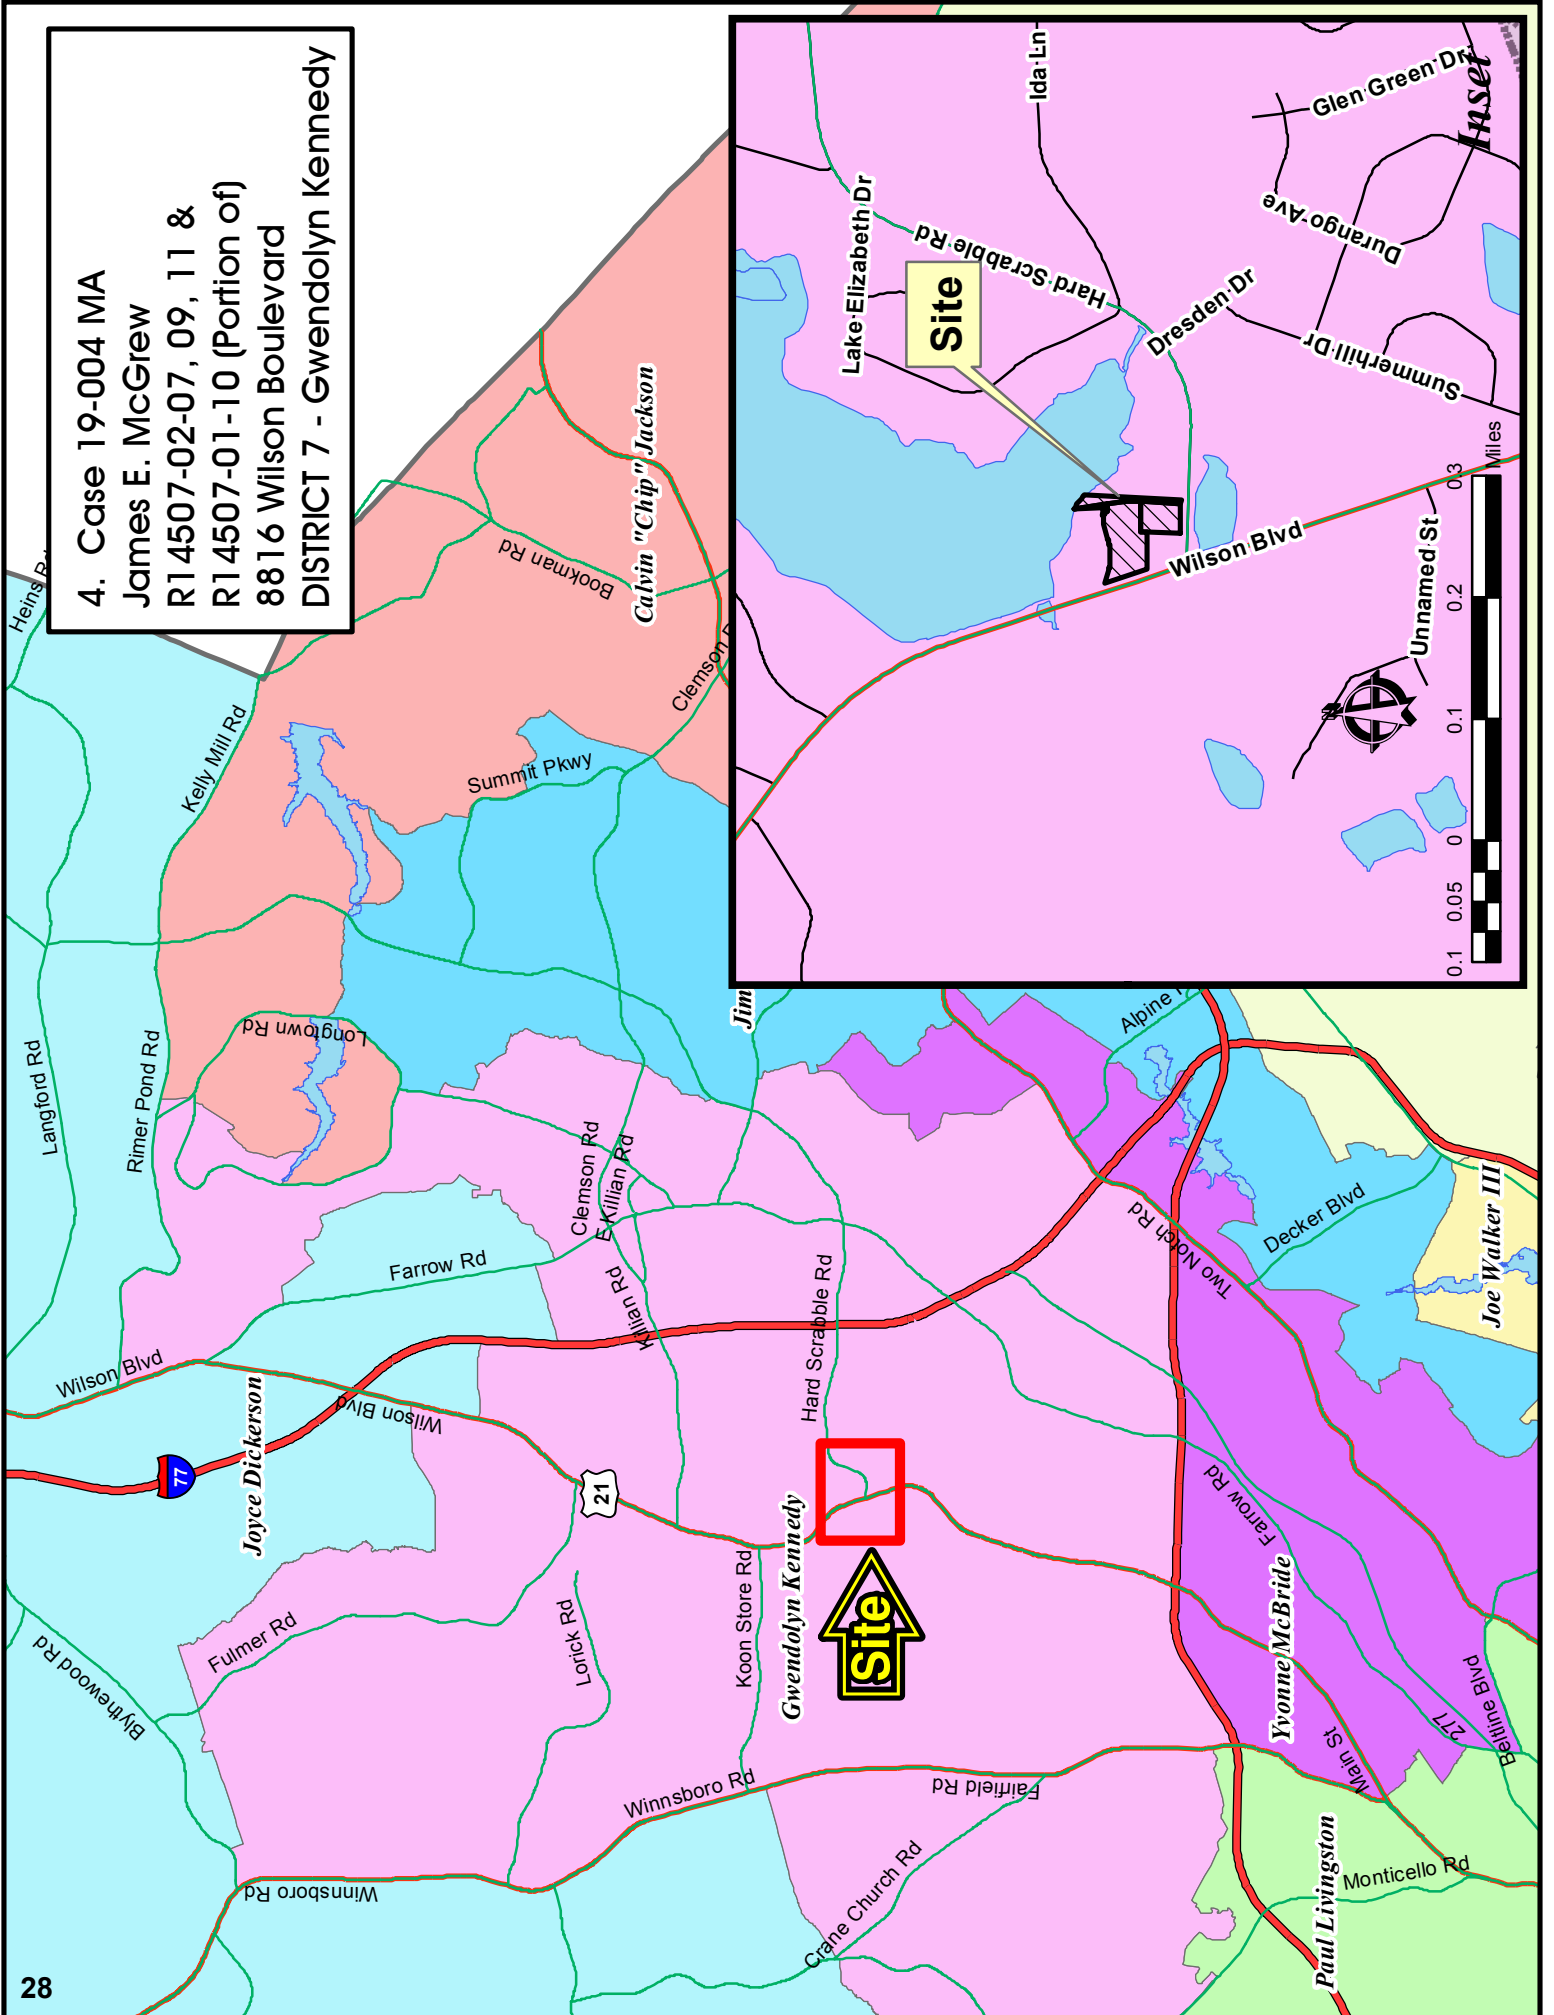 4. Case 19-004 MA
James E. McGrew
R14507-02-07, 09, 11 &
R14507-01-10 (Portion of)
8816 Wilson Boulevard
DISTRICT 7 - Gwendolyn Kennedy
Heins Rd
Langford Rd
Kelly Mill Rd
Rimer Pond Rd
Longtown Rd
Bookman Rd
Calvin "Chip" Jackson
Clemson
Summit Pkwy
Wilson Blvd
Wilson Blvd
Farrow Rd
Clemson Rd
E Killian Rd
Killian Rd
77
Joyce Dickerson
21
Blythewood Rd
Fulmer Rd
Lorick Rd
Koon Store Rd
Hard Scrabble Rd
Gwendolyn Kennedy
Site
Winnsboro Rd
Winnsboro Rd
Fairfield Rd
Crane Church Rd
Jim
Alpine
Two Notch Rd
Decker Blvd
Joe Walker III
Farrow Rd
Yvonne McBride
Main St
277
Beltline Blvd
Monticello Rd
Paul Livingston
Inset
Ida Ln
Lake Elizabeth Dr
Hard Scrabble Rd
Site
Dresden Dr
Glen Green Dr
Durango Ave
Summerhill Dr
Wilson Blvd
Unnamed St
N
0.1 0.05 0 0.1 0.2 0.3
Miles
28